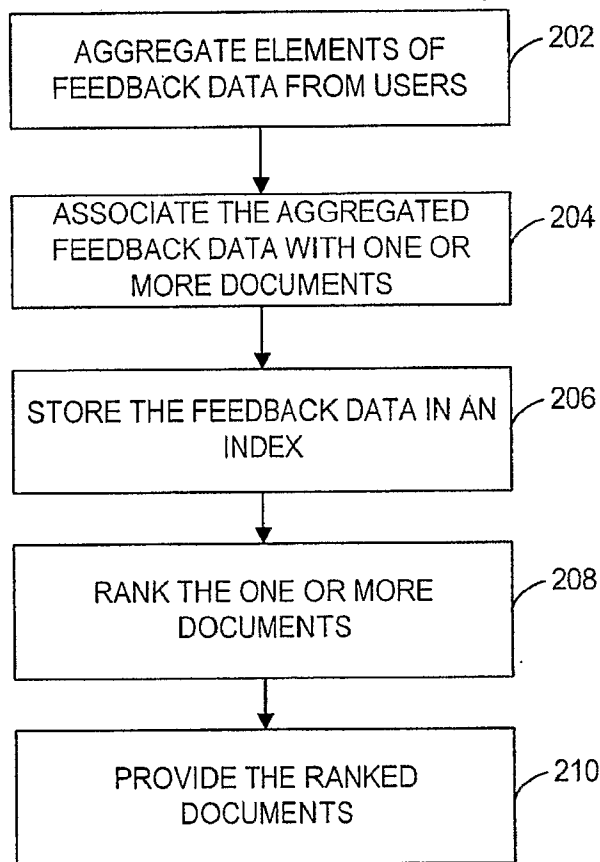 AGGREGATE ELEMENTS OF
FEEDBACK DATA FROM USERS
202
ASSOCIATE THE AGGREGATED
FEEDBACK DATA WITH ONE OR
MORE DOCUMENTS
204
STORE THE FEEDBACK DATA IN AN
INDEX
206
RANK THE ONE OR MORE
DOCUMENTS
208
PROVIDE THE RANKED
DOCUMENTS
210